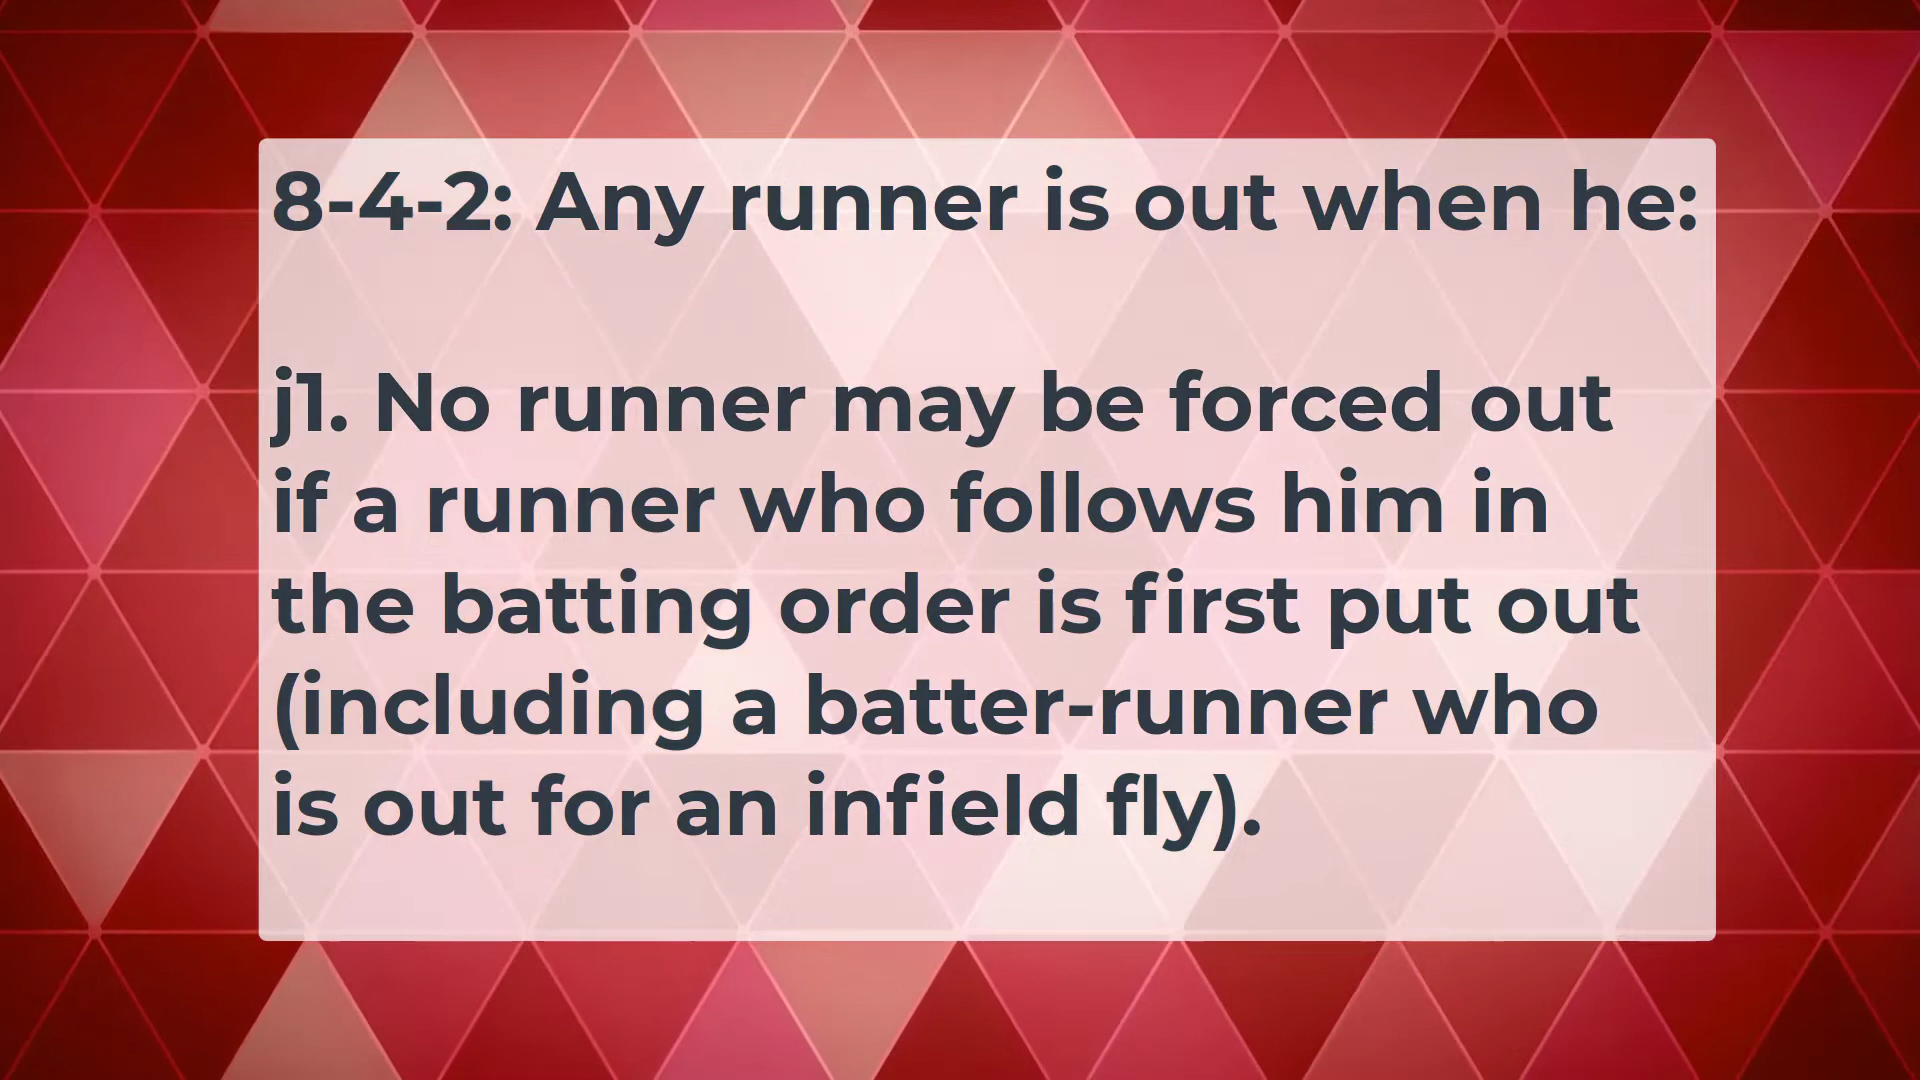 8-4-2: Any runner is out when he:
j1. No runner may be forced out
if a runner who follows him in
the batting order is first put out
(including a batter-runner who
is out for an infield fly).